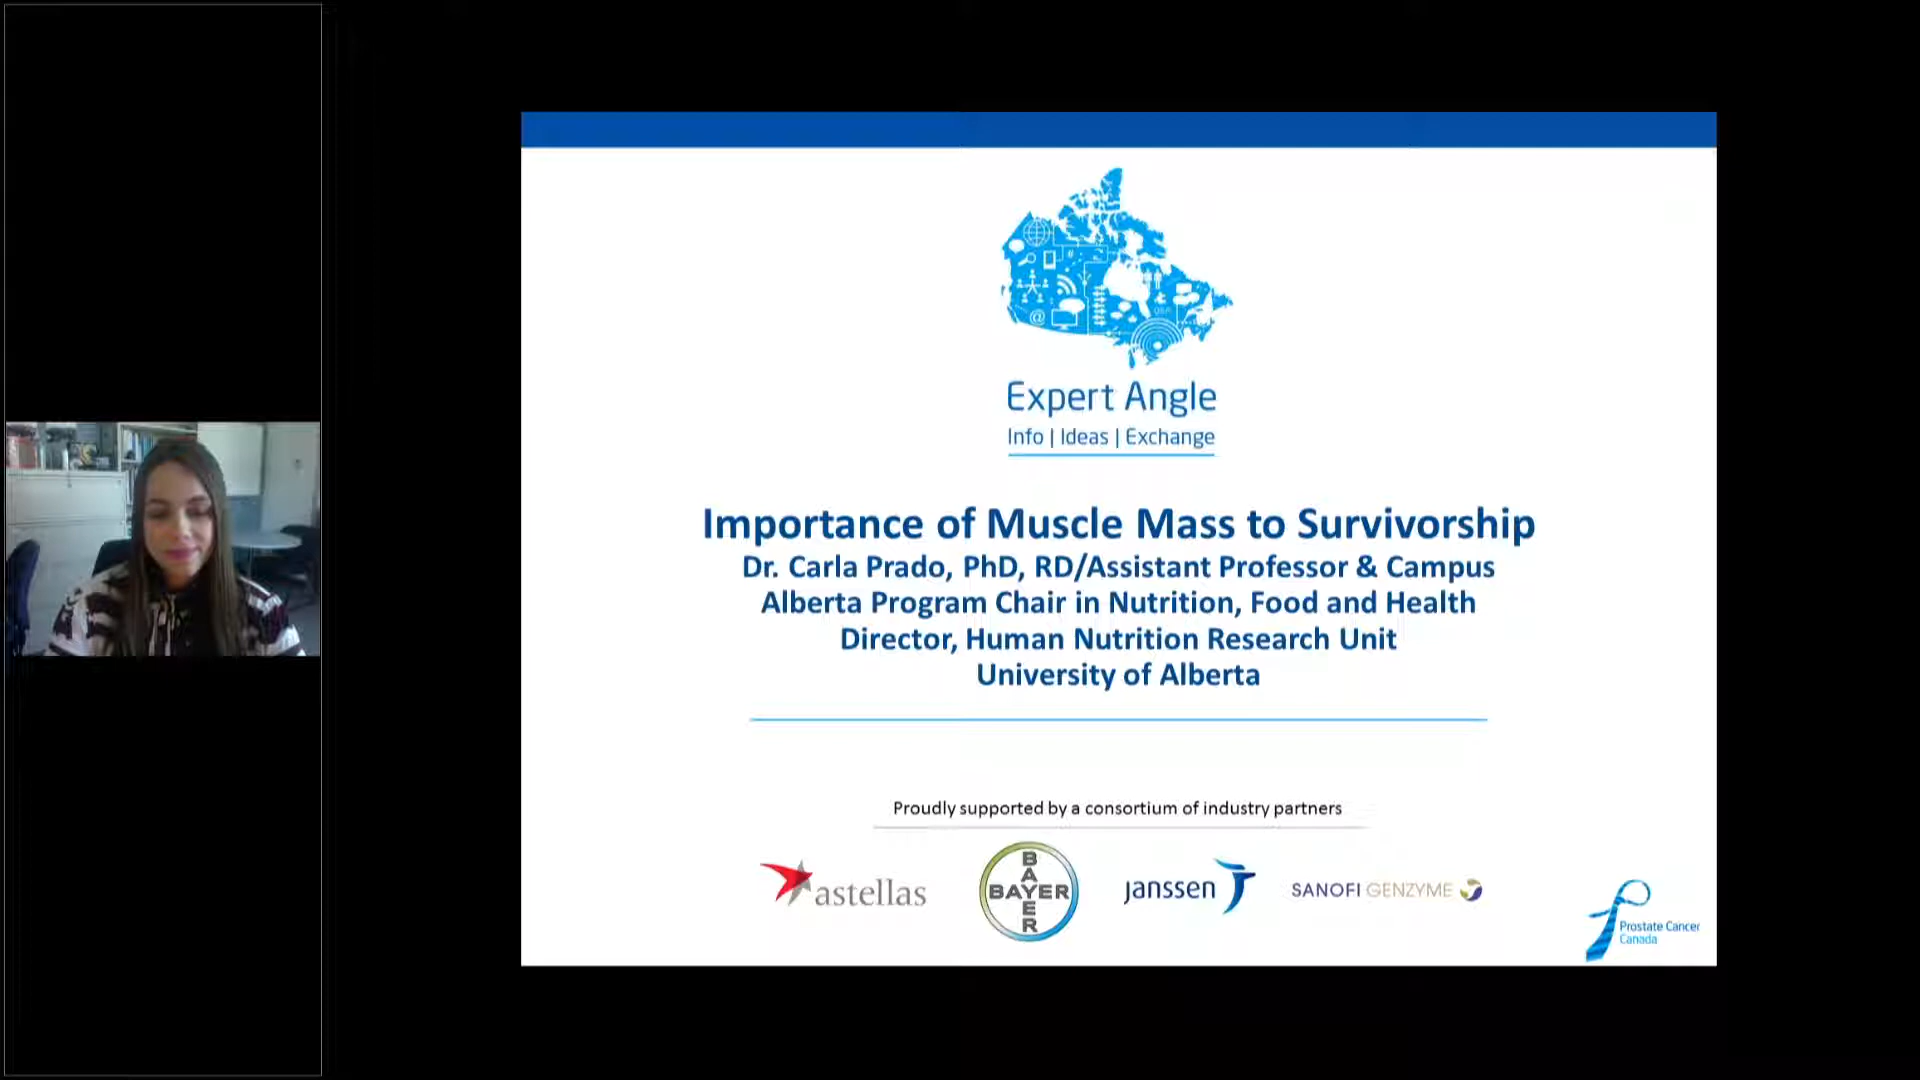 Expert Angle
Info | Ideas | Exchange
Importance of Muscle Mass to Survivorship
Dr. Carla Prado, PhD, RD/Assistant Professor & Campus
Alberta Program Chair in Nutrition, Food and Health
Director, Human Nutrition Research Unit
University of Alberta
Proudly supported by a consortium of industry partners
astellas
BAYER
BAYER
janssen
SANOFI GENZYME
Prostate Cancer
Canada